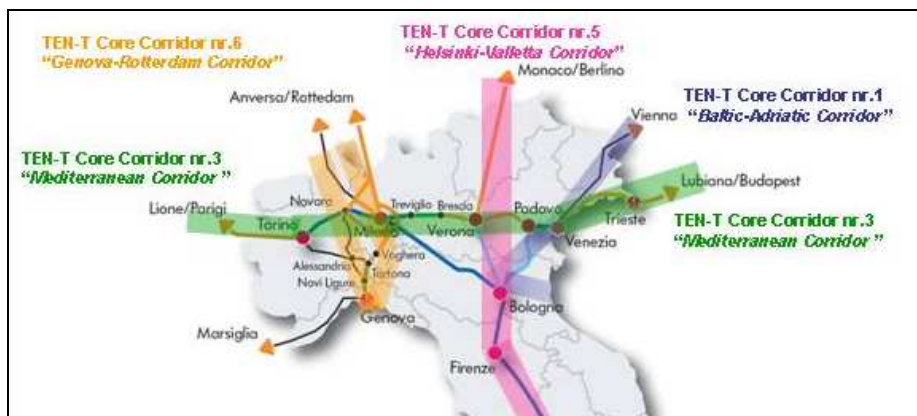 TEN-T Core Corridor nr.6
"Genova-Rotterdam Corridor"
TEN-T Core Corridor nr.5
"Helsinki-Valletta Corridor"
Monaco/Berlino
TEN-T Core Corridor nr.1
"Baltic-Adriatic Corridor"
Vienna
Anversa/Rottedam
TEN-T Core Corridor nr.3
"Mediterranean Corridor "
Lione/Parigi
Torino
Novara
Milano
Treviglio
Brescia
Verona
Padova
Venezia
Trieste
Lubiana/Budapest
TEN-T Core Corridor nr.3
"Mediterranean Corridor "
Voghera
Alessandria
Tortona
Novi Ligure
Genova
Marsiglia
Bologna
Firenze